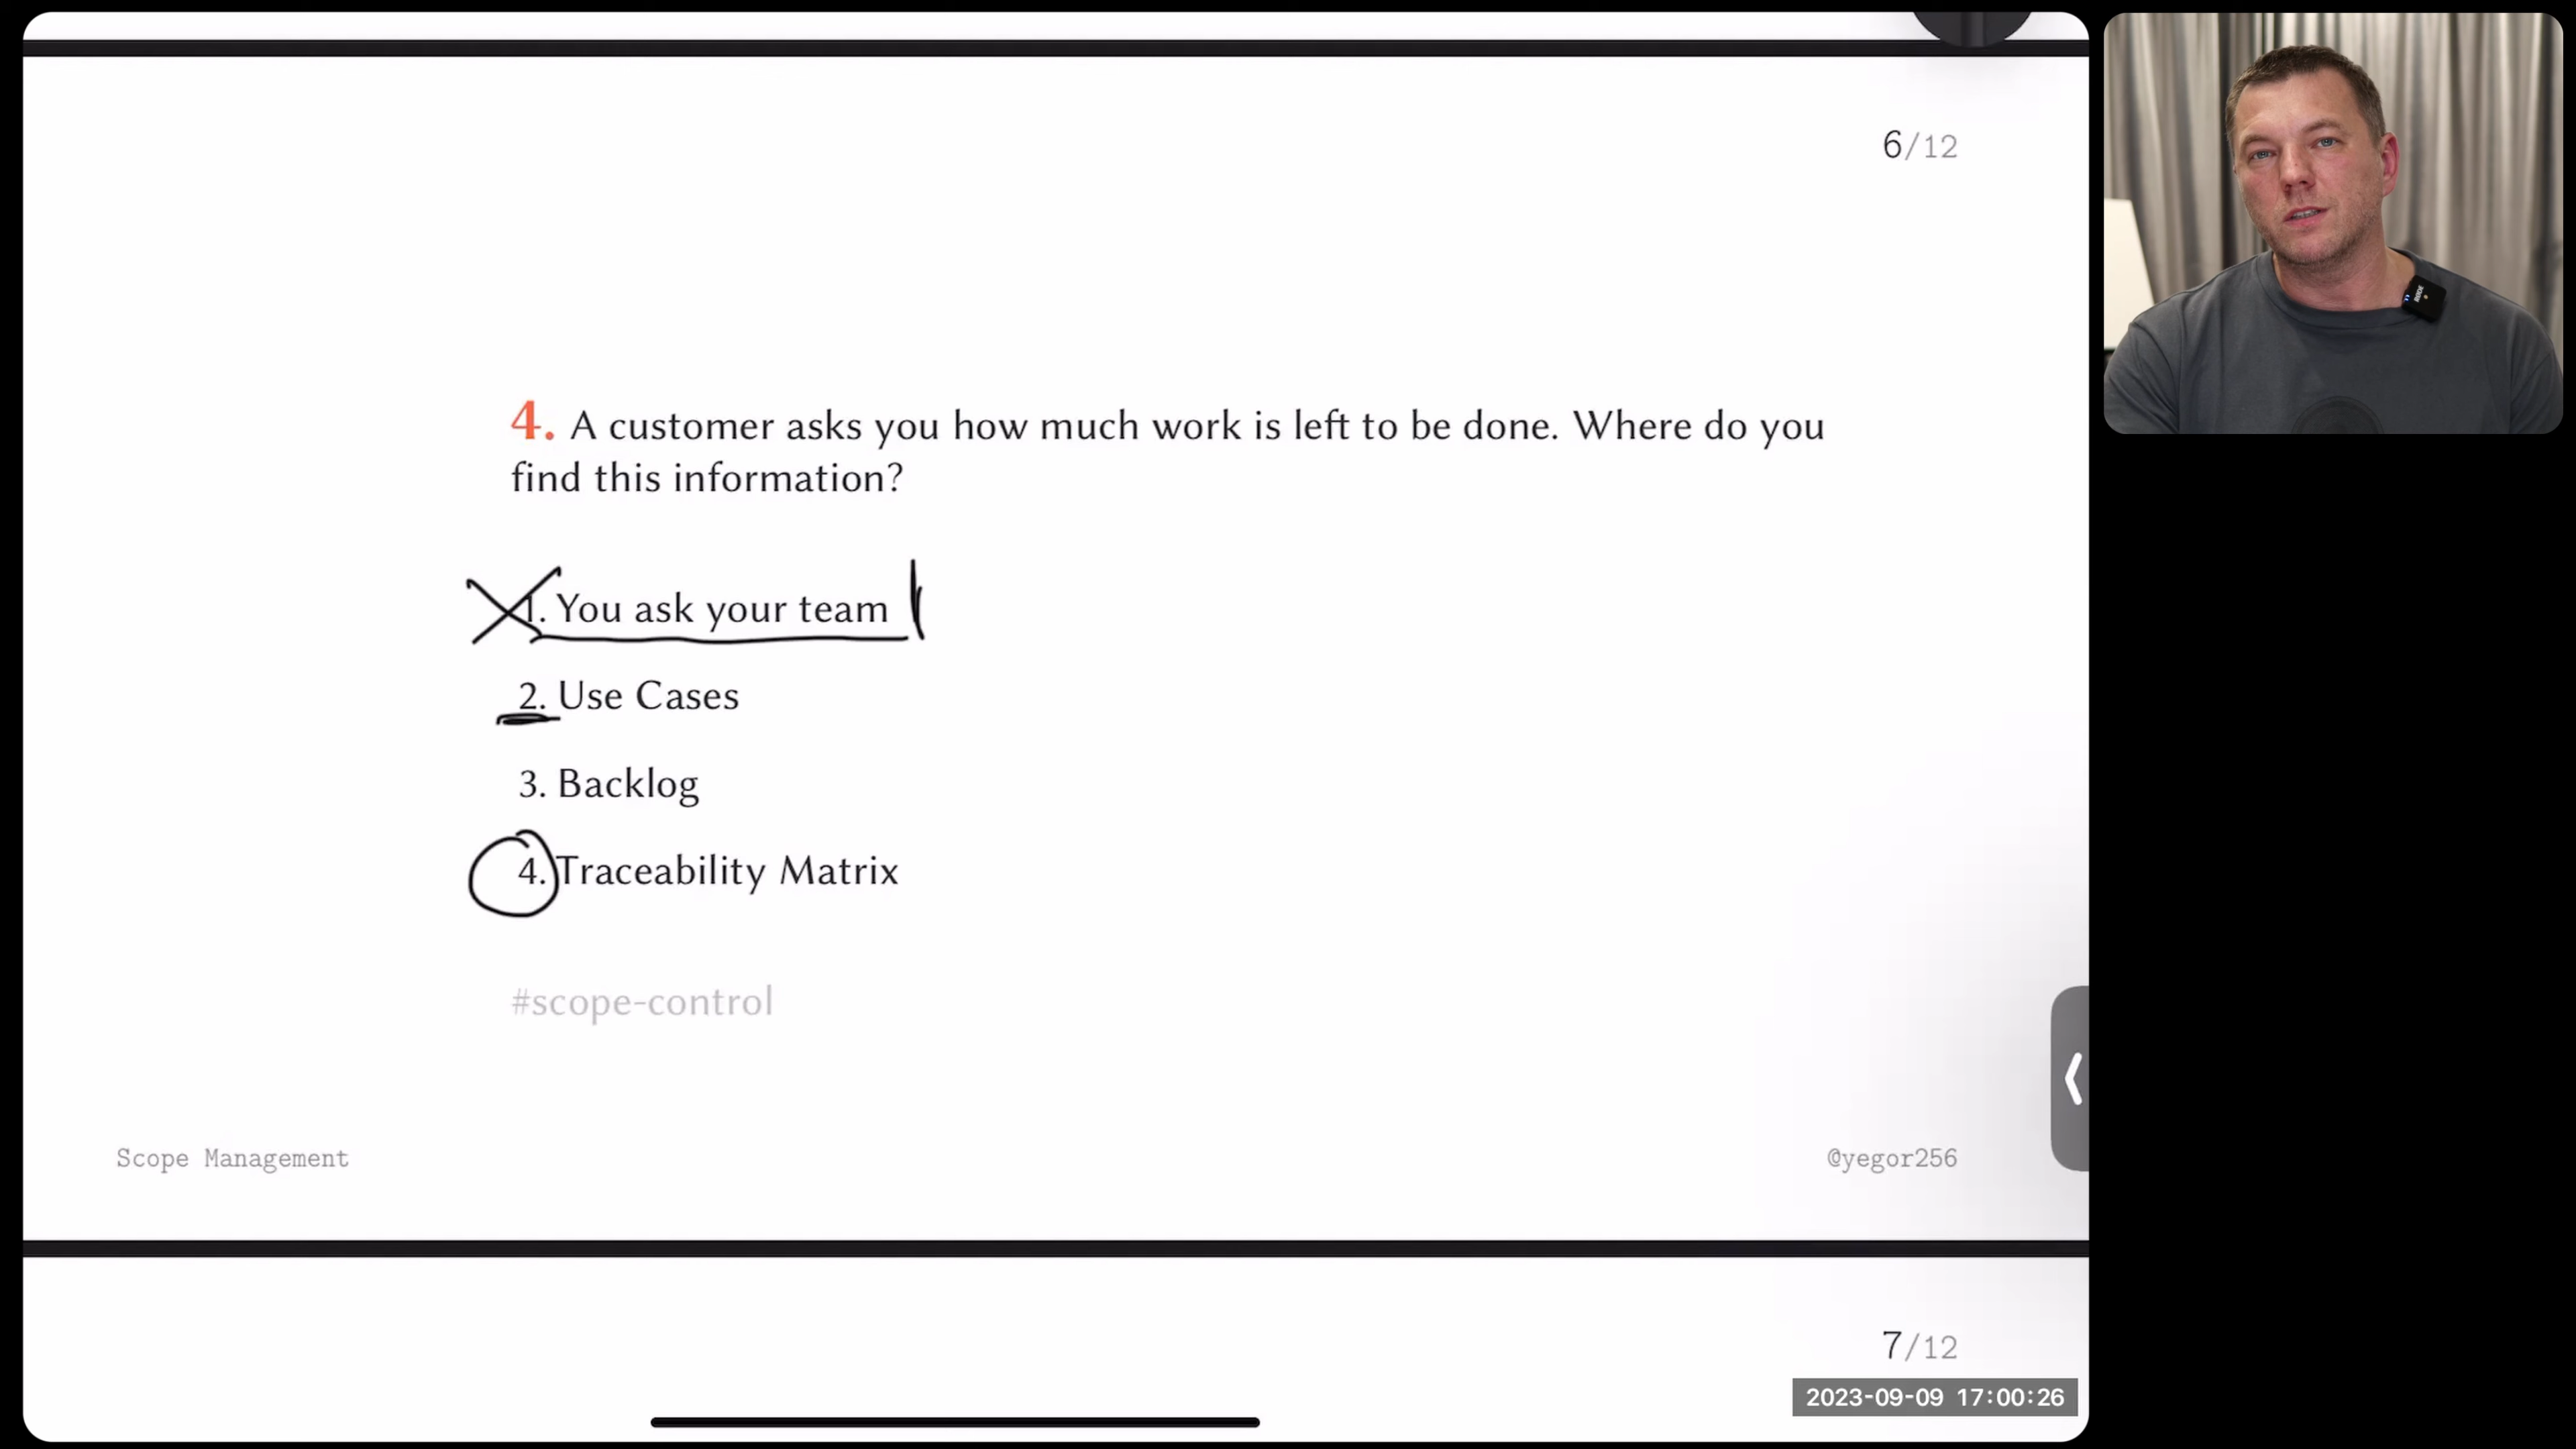 6/12
4. A customer asks you how much work is left to be done. Where do you
find this information?
1. You ask your team
2. Use Cases
3. Backlog
4. Traceability Matrix
#scope-control
Scope Management
@yegor256
7/12
2023-09-09 17:00:26